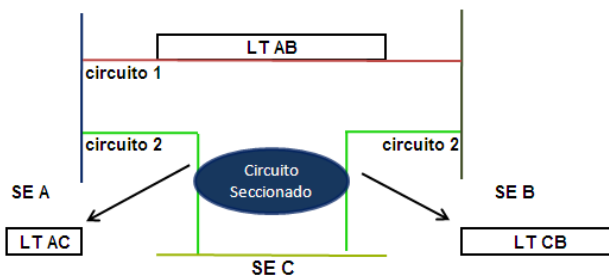 LT AB
circuito 1
circuito 2
circuito 2
Circuito
Seccionado
SE A
SE B
LT AC
LT CB
SE C